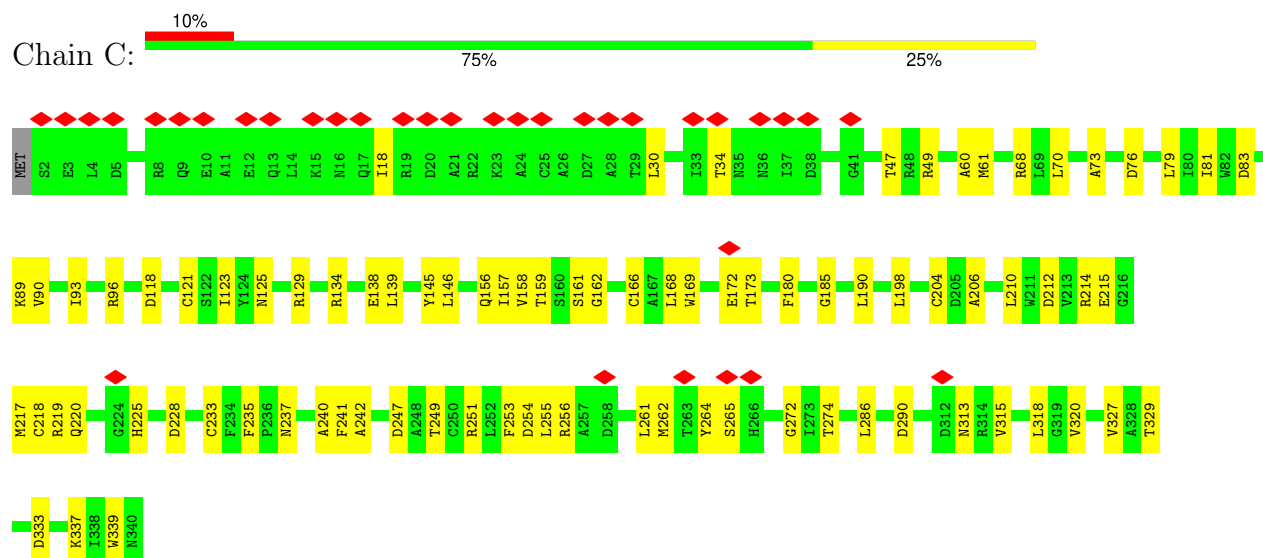 10%
Chain C:
75%
25%
MET S2 E3 L4 D5 R8 Q9 E10 A11 E12 Q13 L14 K15 N16 Q17 I18 R19 D20 A21 R22 K23 A24 C25 A26 D27 A28 T29 L30 I33 T34 N35 N36 I37 D38 G41 T47 R48 R49 A60 M61 R68 L69 L70 A73 D76 L79 I80 I81 W82 D83
K89 V90 I93 R96 D118 C121 S122 I123 Y124 N125 R129 R134 E138 L139 Y145 L146 Q156 I157 V158 T159 S160 S161 G162 C166 A167 L168 W169 E172 T173 F180 G185 L190 L198 C204 D205 A206 L210 W211 D212 V213 R214 E215 G216
M217 C218 R219 Q220 G224 H225 D228 C233 F234 F235 P236 N237 A240 F241 A242 D247 A248 T249 C250 R251 L252 F253 D254 L255 R256 A257 D258 L261 M262 T263 Y264 S265 H266 G272 I273 T274 L286 D290 D312 N313 R314 V315 L318 G319 V320 V327 A328 T329
D333 K337 I338 W339 N340